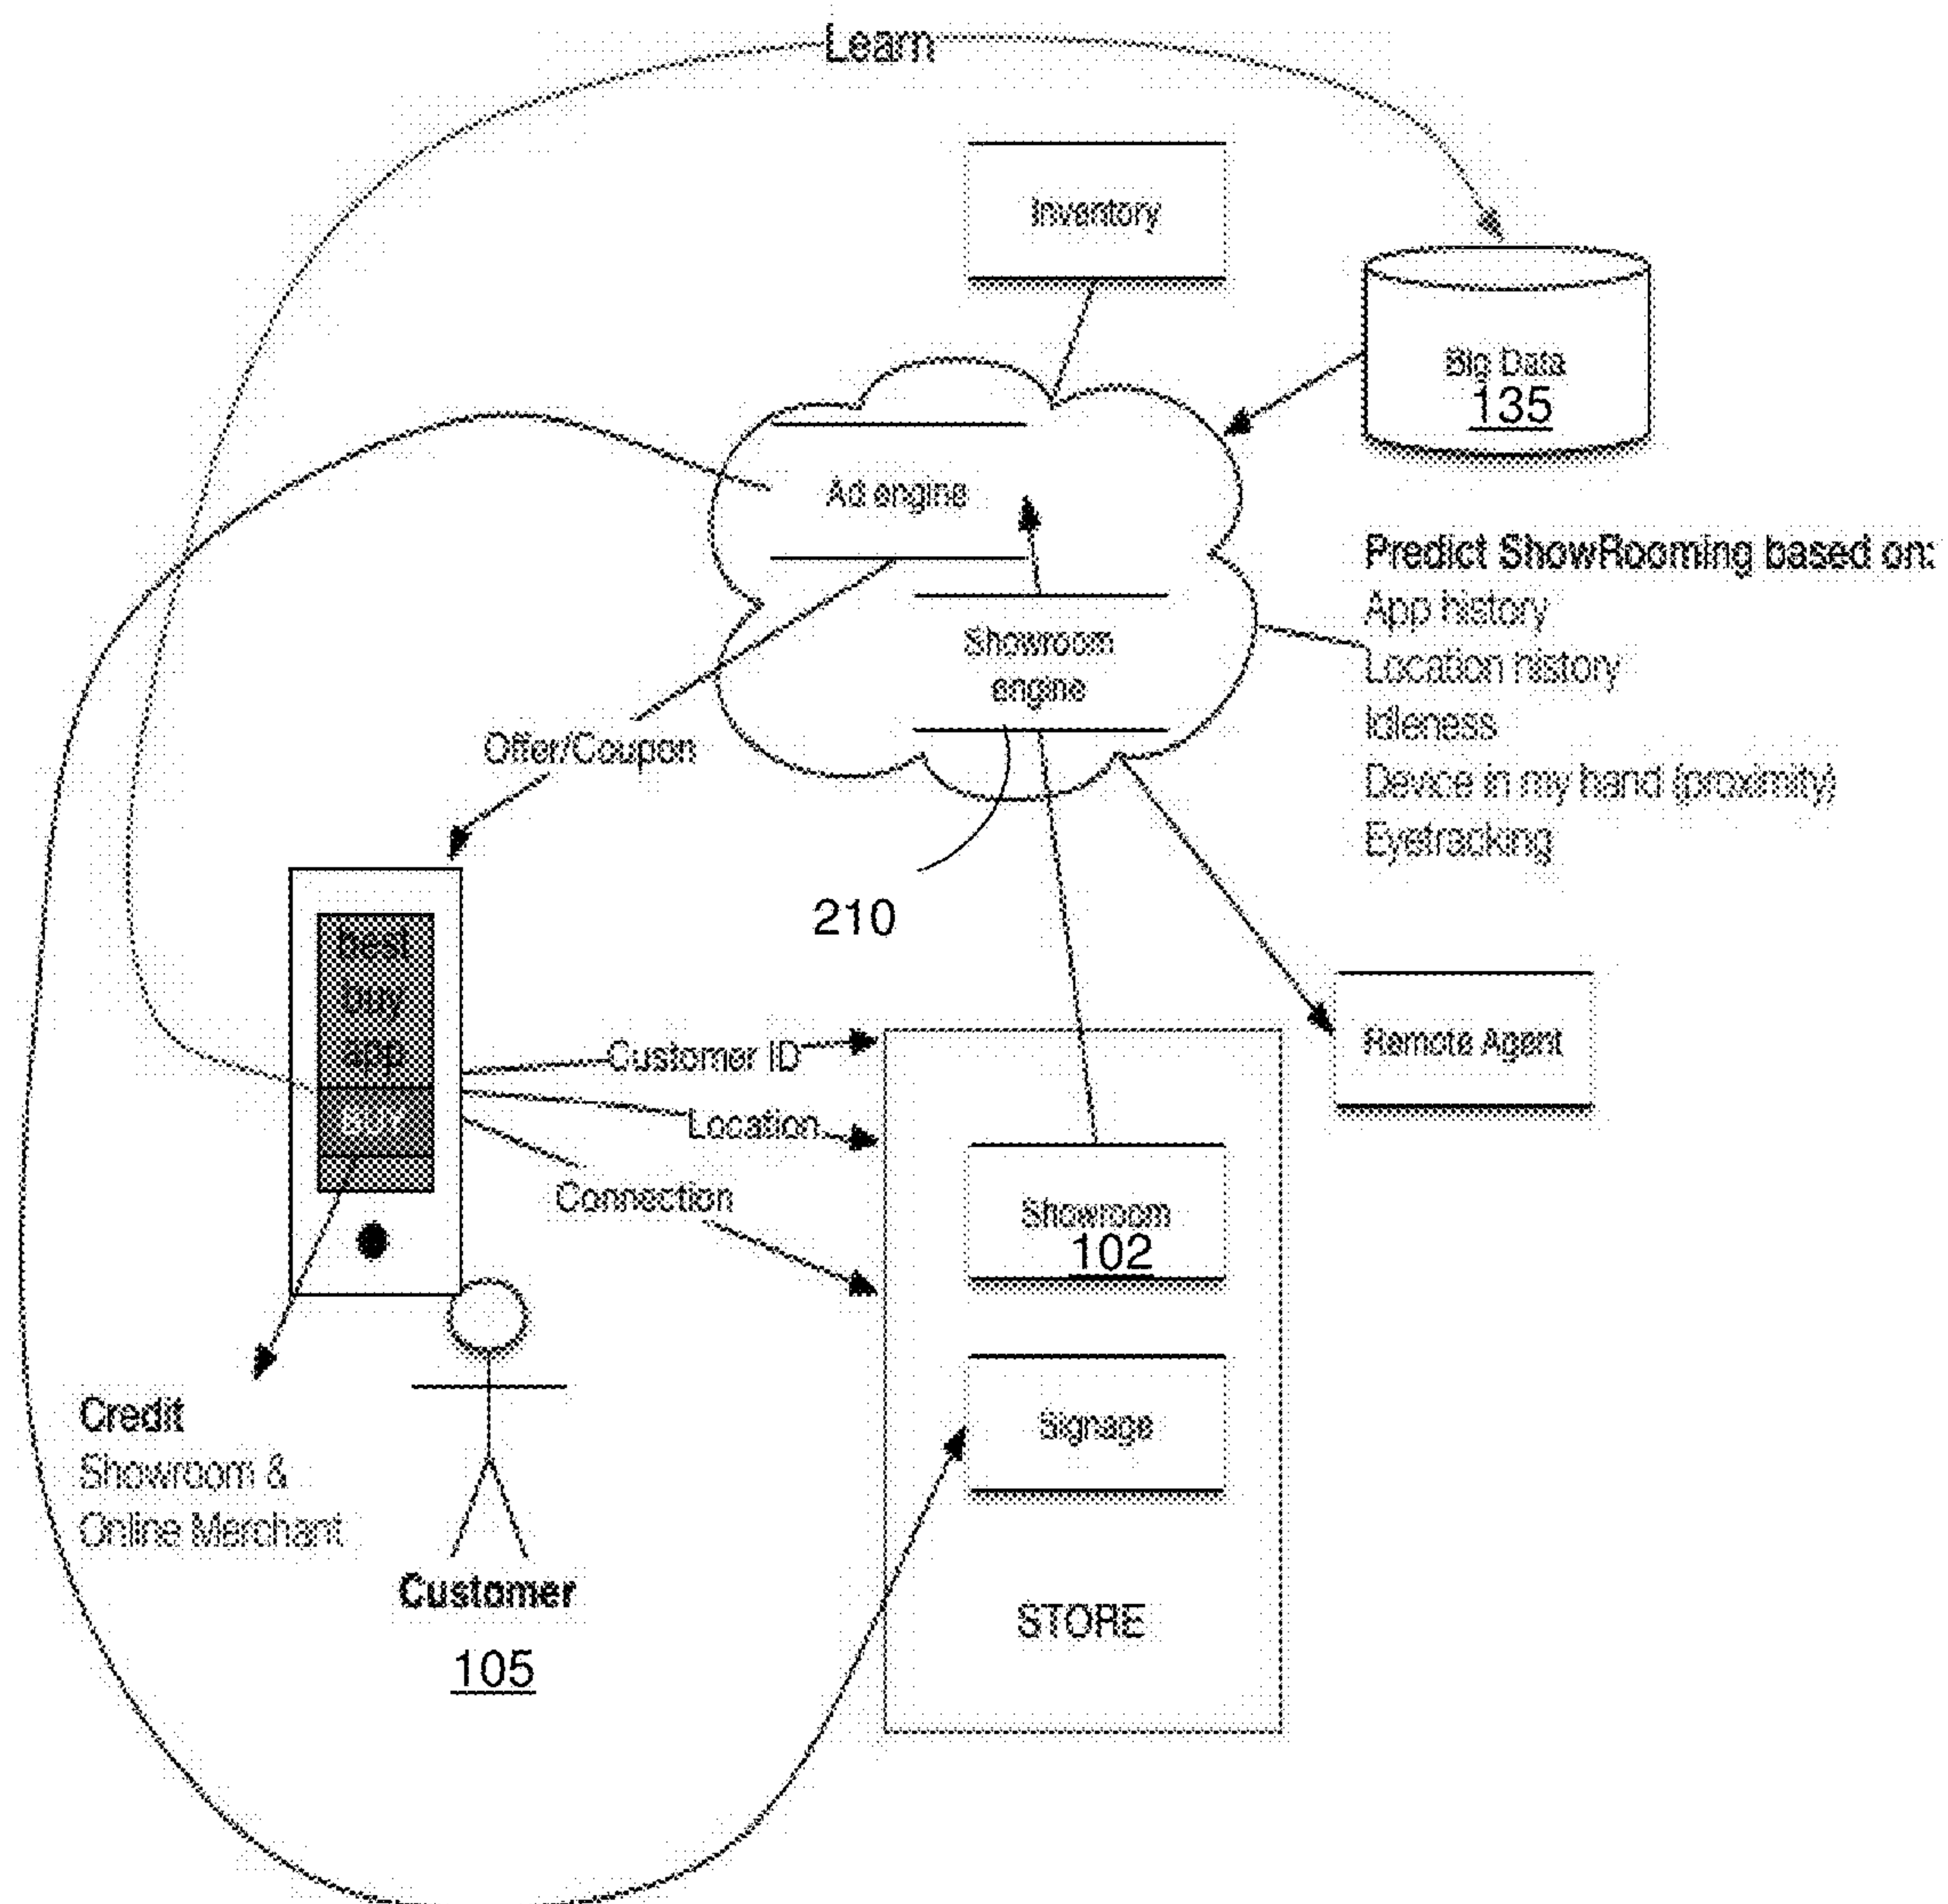 Learn
Inventory
Big Data
135
Ad engine
Predict ShowRooming based on:
App history
Location history
Idleness
Device in my hand (proximity)
Eyetracking
Showroom
engine
Offer/Coupon
210
best
buy
app
Customer ID
Location
Connection
Remote Agent
Showroom
102
Signage
STORE
Credit
Showroom &
Online Merchant
Customer
105